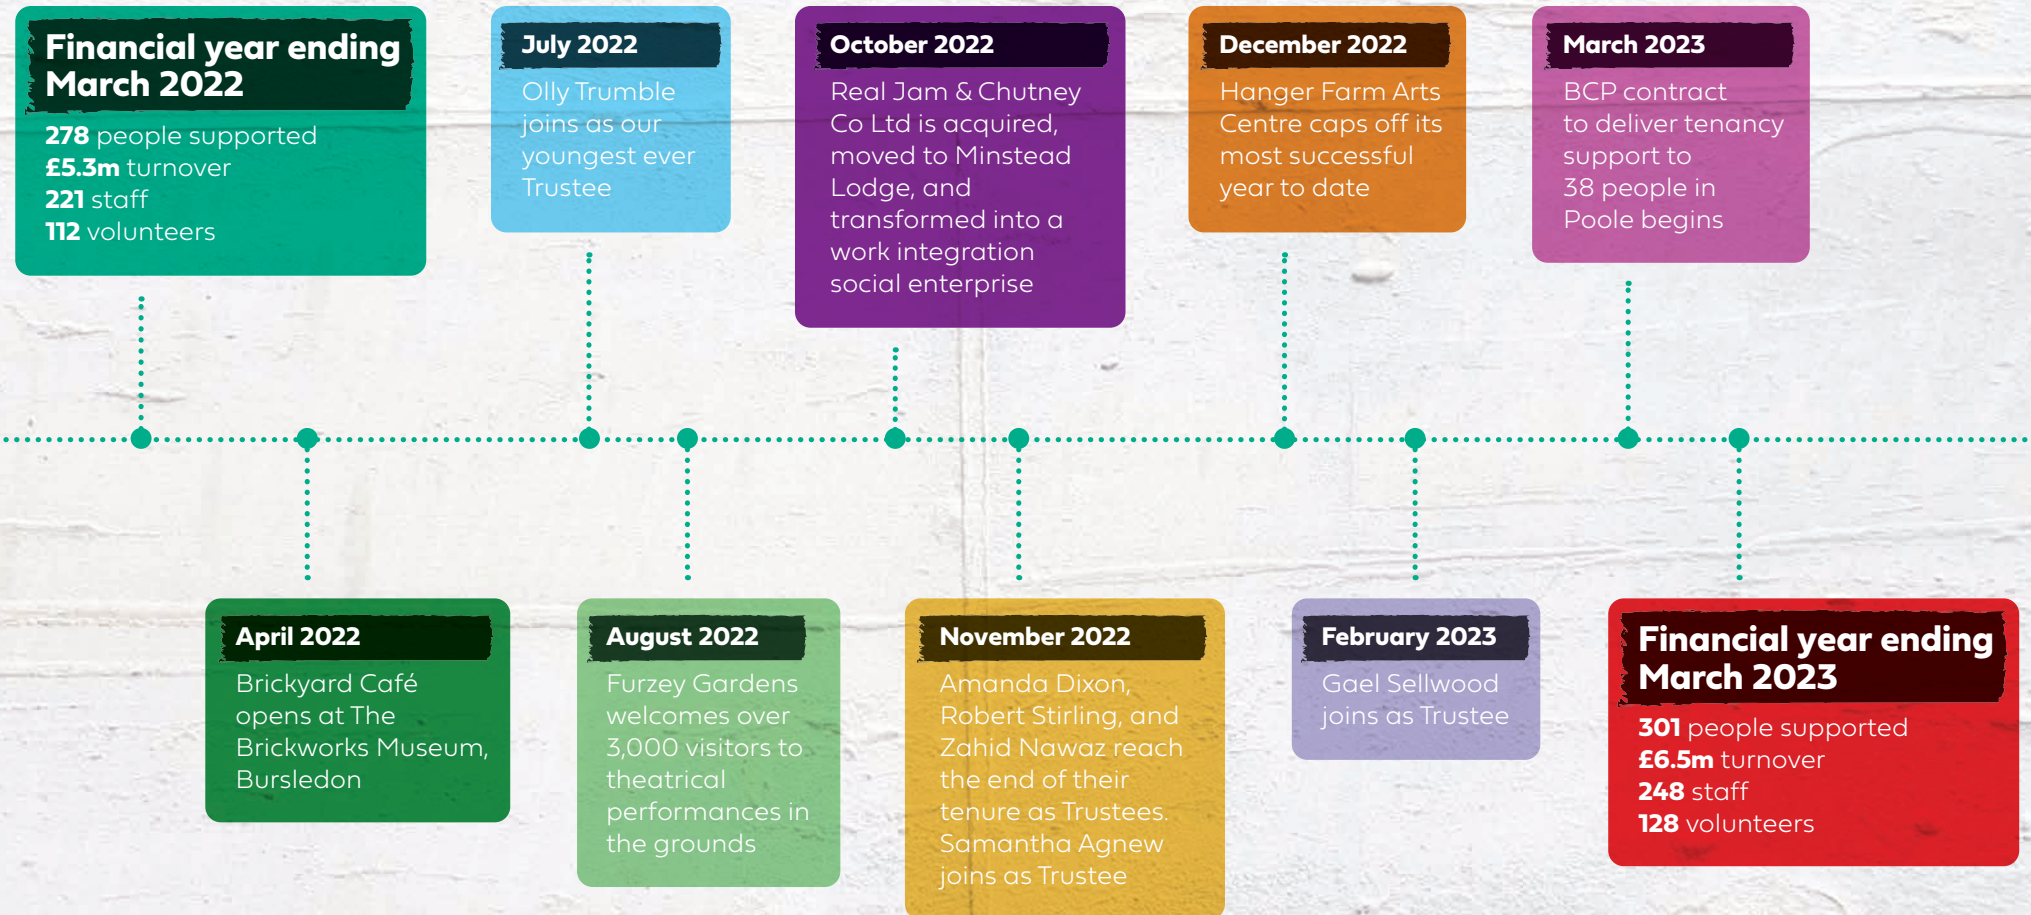 Financial year ending
March 2022
278 people supported
£5.3m turnover
221 staff
112 volunteers
July 2022
Olly Trumble
joins as our
youngest ever
Trustee
October 2022
Real Jam & Chutney
Co Ltd is acquired,
moved to Minstead
Lodge, and
transformed into a
work integration
social enterprise
December 2022
Hanger Farm Arts
Centre caps off its
most successful
year to date
March 2023
BCP contract
to deliver tenancy
support to
38 people in
Poole begins
April 2022
Brickyard Café
opens at The
Brickworks Museum,
Bursledon
August 2022
Furzey Gardens
welcomes over
3,000 visitors to
theatrical
performances in
the grounds
November 2022
Amanda Dixon,
Robert Stirling, and
Zahid Nawaz reach
the end of their
tenure as Trustees.
Samantha Agnew
joins as Trustee
February 2023
Gael Sellwood
joins as Trustee
Financial year ending
March 2023
301 people supported
£6.5m turnover
248 staff
128 volunteers